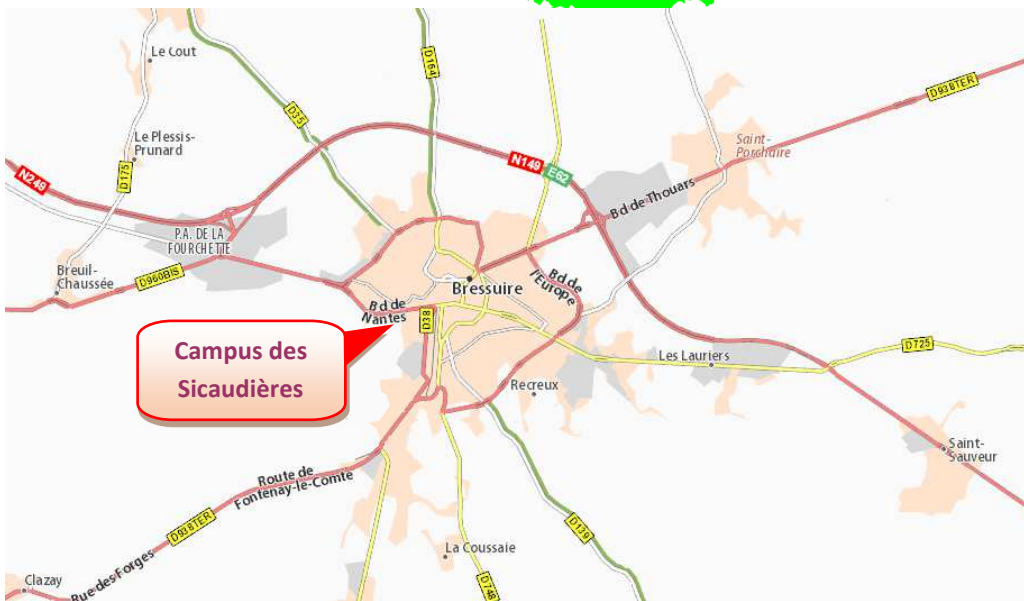 Le Cout
D164
D35
D938TER
Le Plessis-
Prunard
Saint-
Porchaire
N149
E62
D175
N249
Bd de Thouars
P.A. DE LA
FOURCHETTE
Breuil-
Chaussée
D960BIS
Bd de
l'Europe
Bressuire
Bd de
Nantes
D38
Campus des
Sicaudières
D725
Les Lauriers
Recreux
Saint-
Sauveur
Route de
Fontenay-le-Comte
D938TER
D139
La Coussaie
Rue des Forges
Clazay
D748